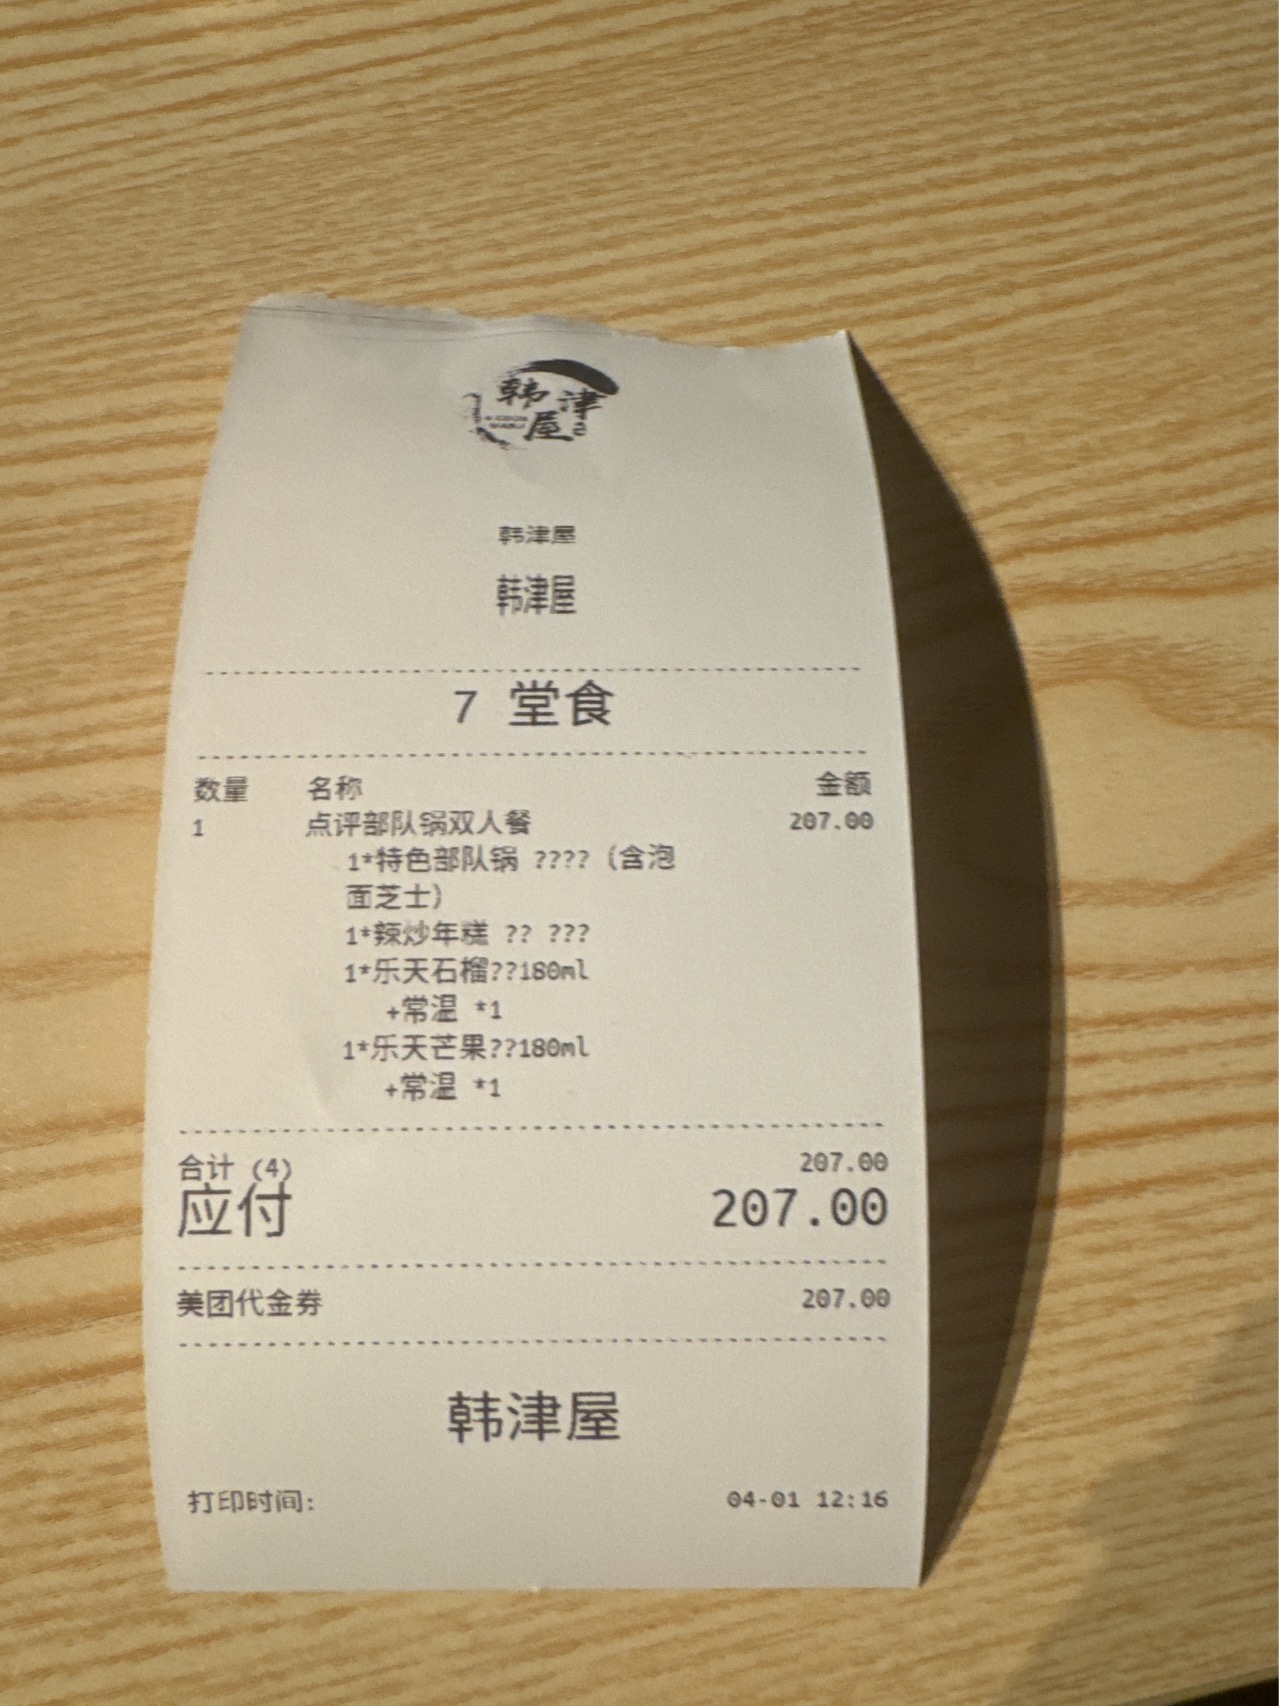 韩津
屋
韩津屋
韩津屋
7 堂食
数量 名称 金额
1 点评部队锅双人餐 207.00
1*特色部队锅 ????（含泡
面芝士）
1*辣炒年糕 ?? ???
1*乐天石榴??180ml
+常温 *1
1*乐天芒果??180ml
+常温 *1
合计 (4) 207.00
应付 207.00
美团代金券 207.00
韩津屋
打印时间: 04-01 12:16